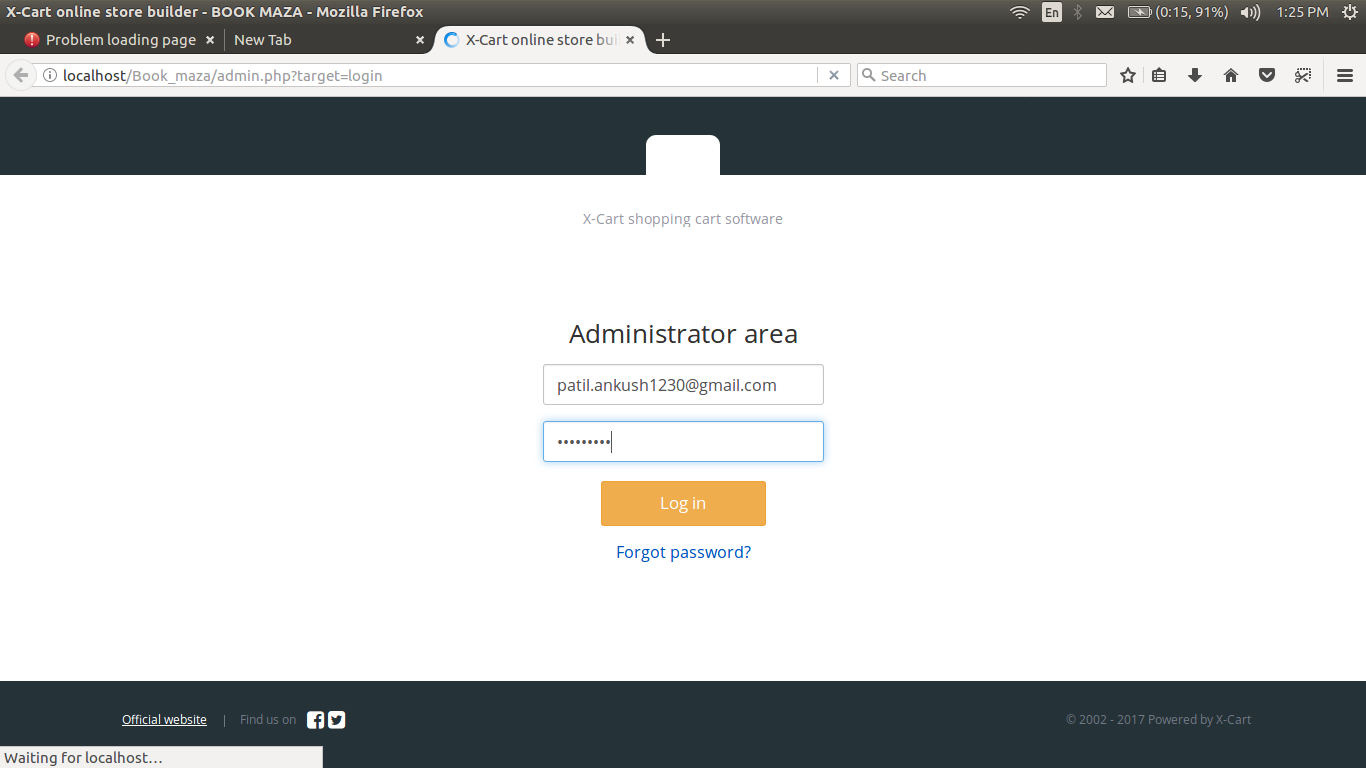 X-Cart online store builder - BOOK MAZA - Mozilla Firefox
En (0:15, 91%) 1:25 PM
Problem loading page New Tab X-Cart online store bui
localhost/Book_maza/admin.php?target=login Search
X-Cart shopping cart software
Administrator area
patil.ankush1230@gmail.com
•••••••••
Log in
Forgot password?
Official website | Find us on © 2002 - 2017 Powered by X-Cart
Waiting for localhost…